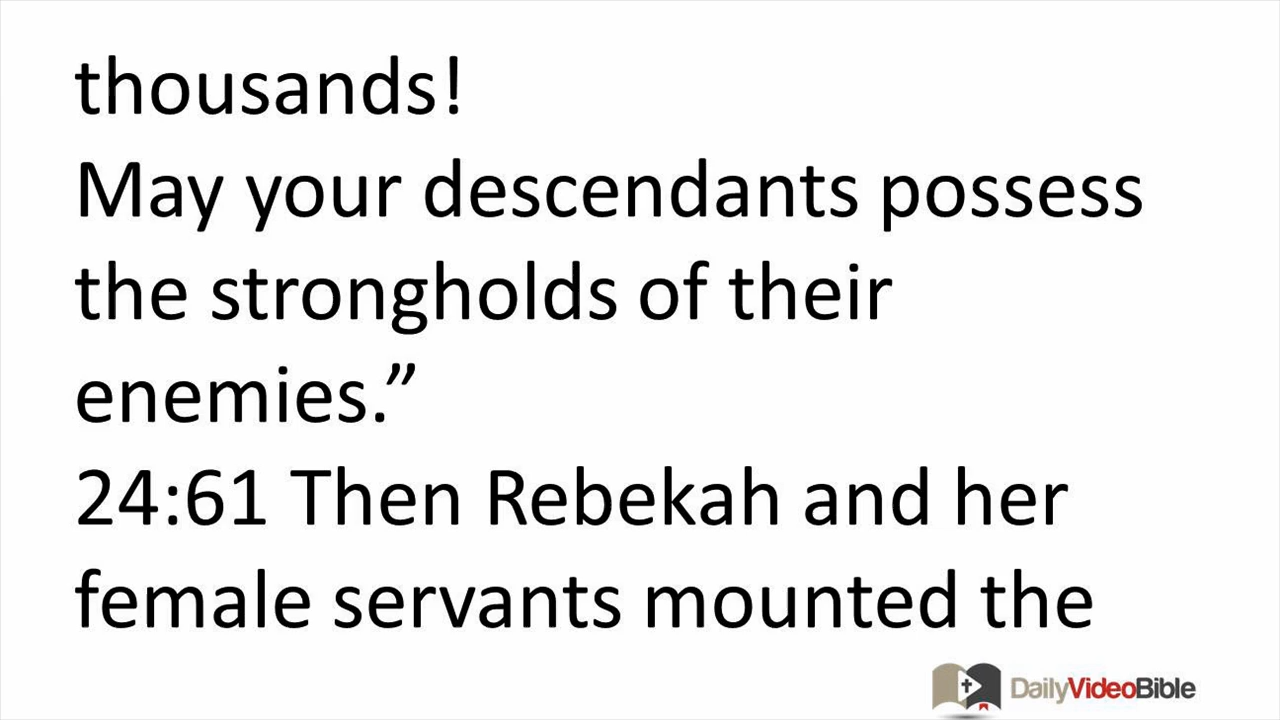 thousands!
May your descendants possess
the strongholds of their
enemies.”
24:61 Then Rebekah and her
female servants mounted the
DailyVideoBible